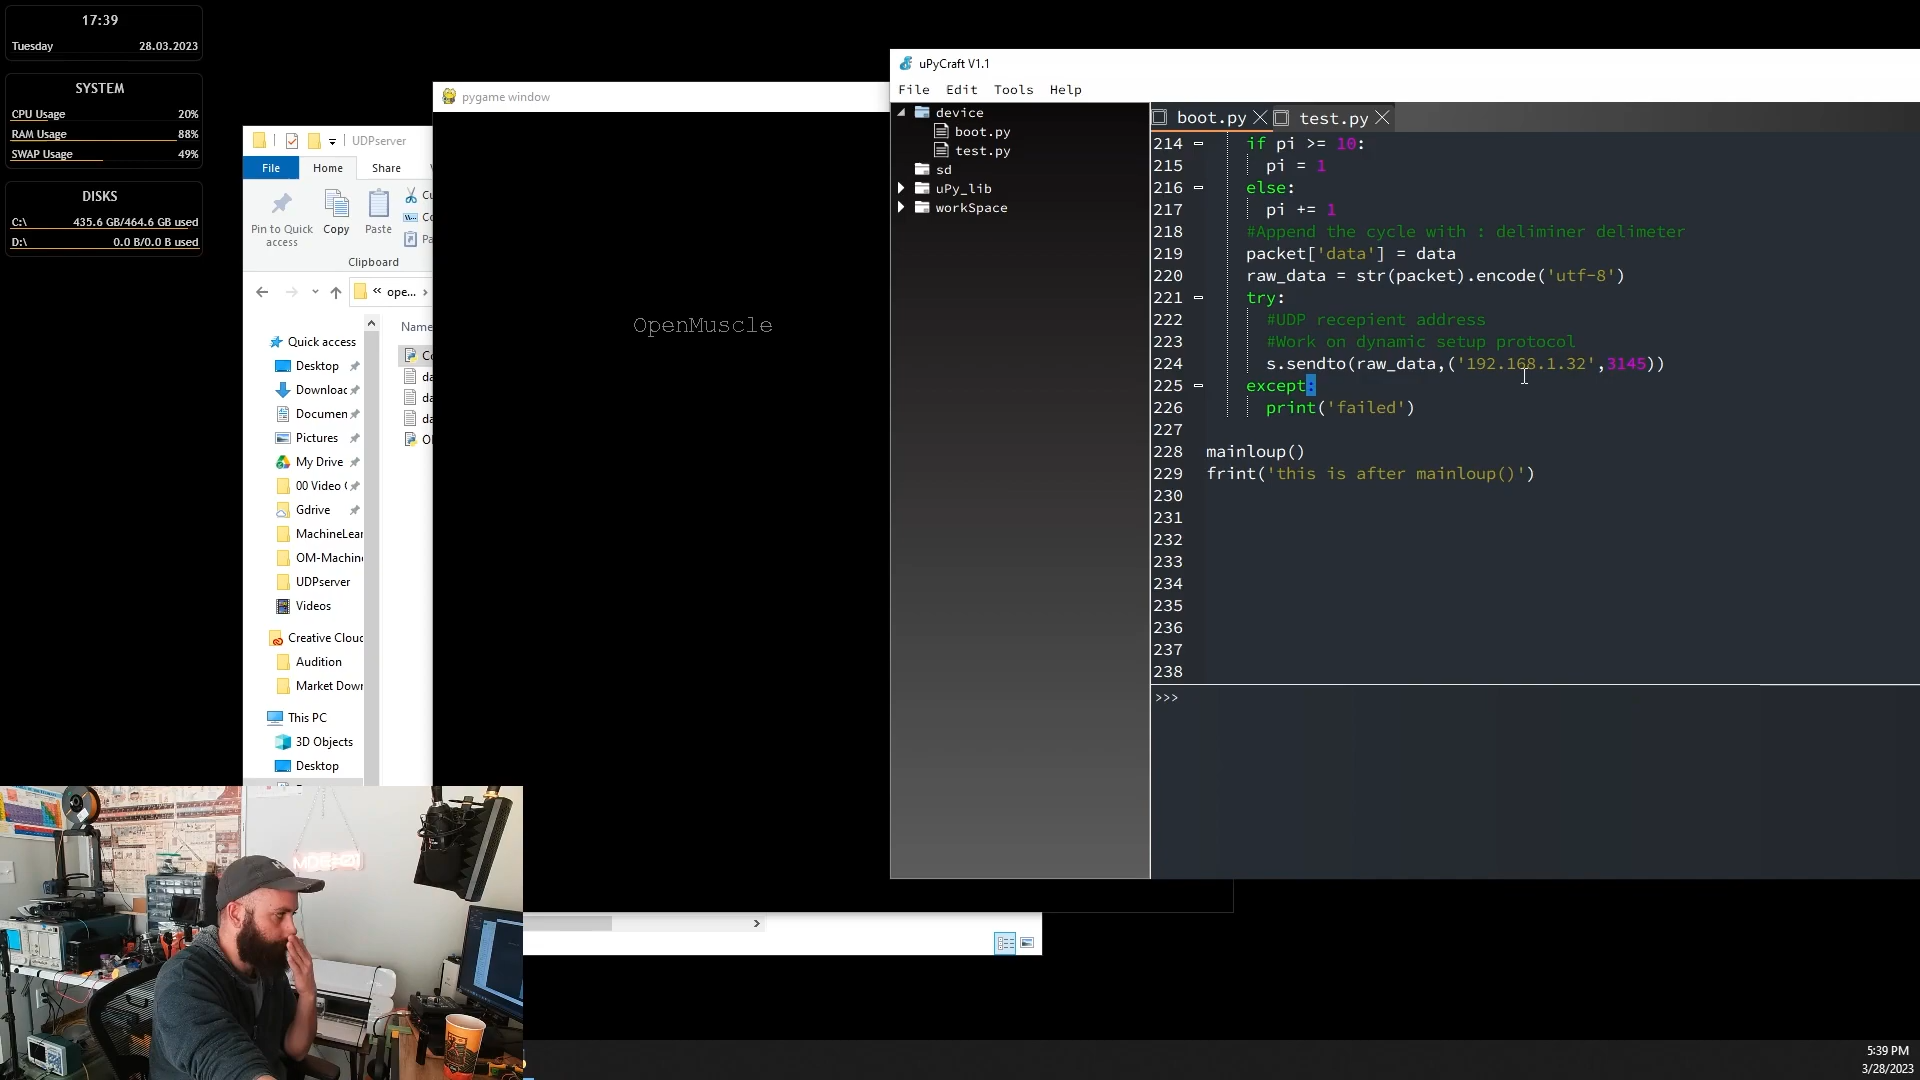 17:39
Tuesday 28.03.2023
SYSTEM
CPU Usage 20%
RAM Usage 88%
SWAP Usage 49%
DISKS
C:\ 435.6 GB/464.6 GB used
D:\ 0.0 B/0.0 B used
UDPserver
File Home Share
Pin to Quick access
Copy
Paste
Clipboard
« ope... ›
Name
Quick access
Desktop
Downloac
Documen
Pictures
My Drive
00 Video
Gdrive
MachineLear
OM-Machine
UDPserver
Videos
Creative Cloud
Audition
Market Dow
This PC
3D Objects
Desktop
pygame window
OpenMuscle
uPyCraft V1.1
File Edit Tools Help
device
boot.py
test.py
sd
uPy_lib
workSpace
boot.py test.py
214 if pi >= 10:
215 pi = 1
216 else:
217 pi += 1
218 #Append the cycle with : deliminer delimeter
219 packet['data'] = data
220 raw_data = str(packet).encode('utf-8')
221 try:
222 #UDP recepient address
223 #Work on dynamic setup protocol
224 s.sendto(raw_data,('192.168.1.32',3145))
225 except:
226 print('failed')
227
228 mainloup()
229 frint('this is after mainloup()')
230
231
232
233
234
235
236
237
238
>>>
5:39 PM
3/28/2023